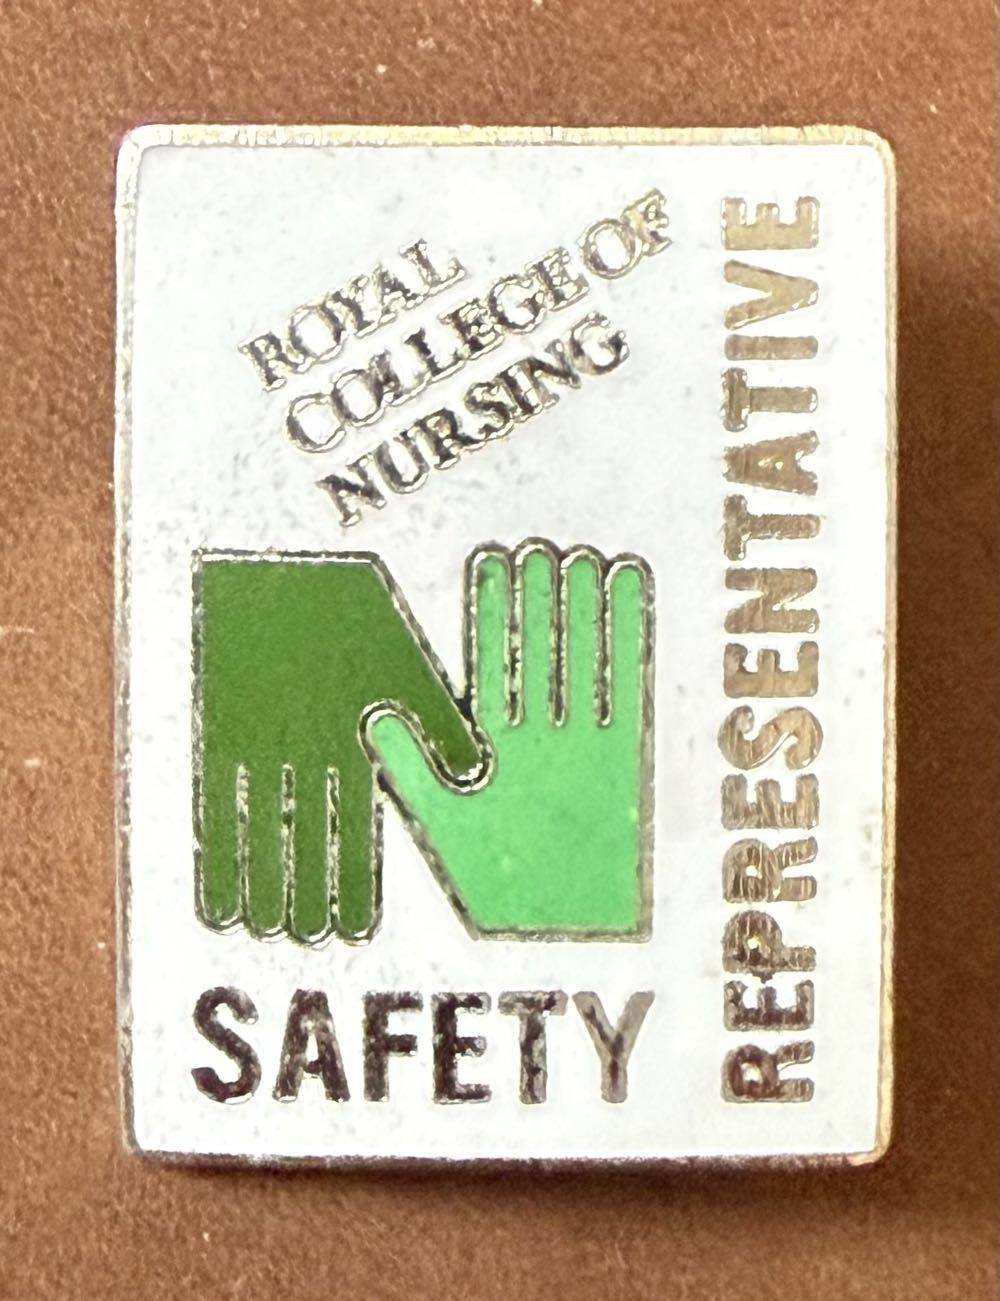 ROYAL
COLLEGE OF
NURSING
SAFETY
REPRESENTATIVE